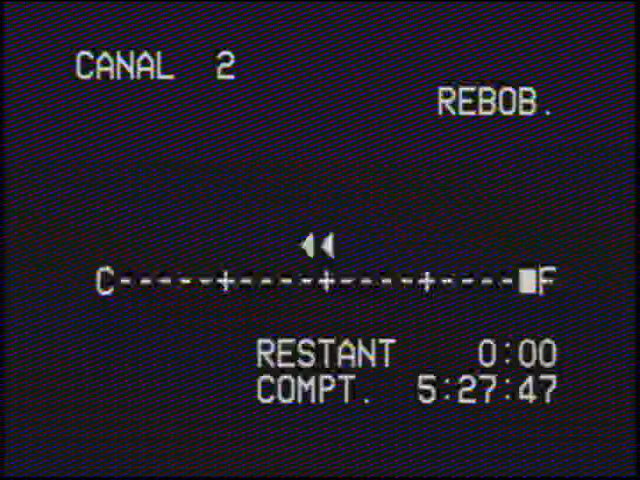 CANAL 2
REBOB.
C----+----+----+----■F
RESTANT 0:00
COMPT. 5:27:47